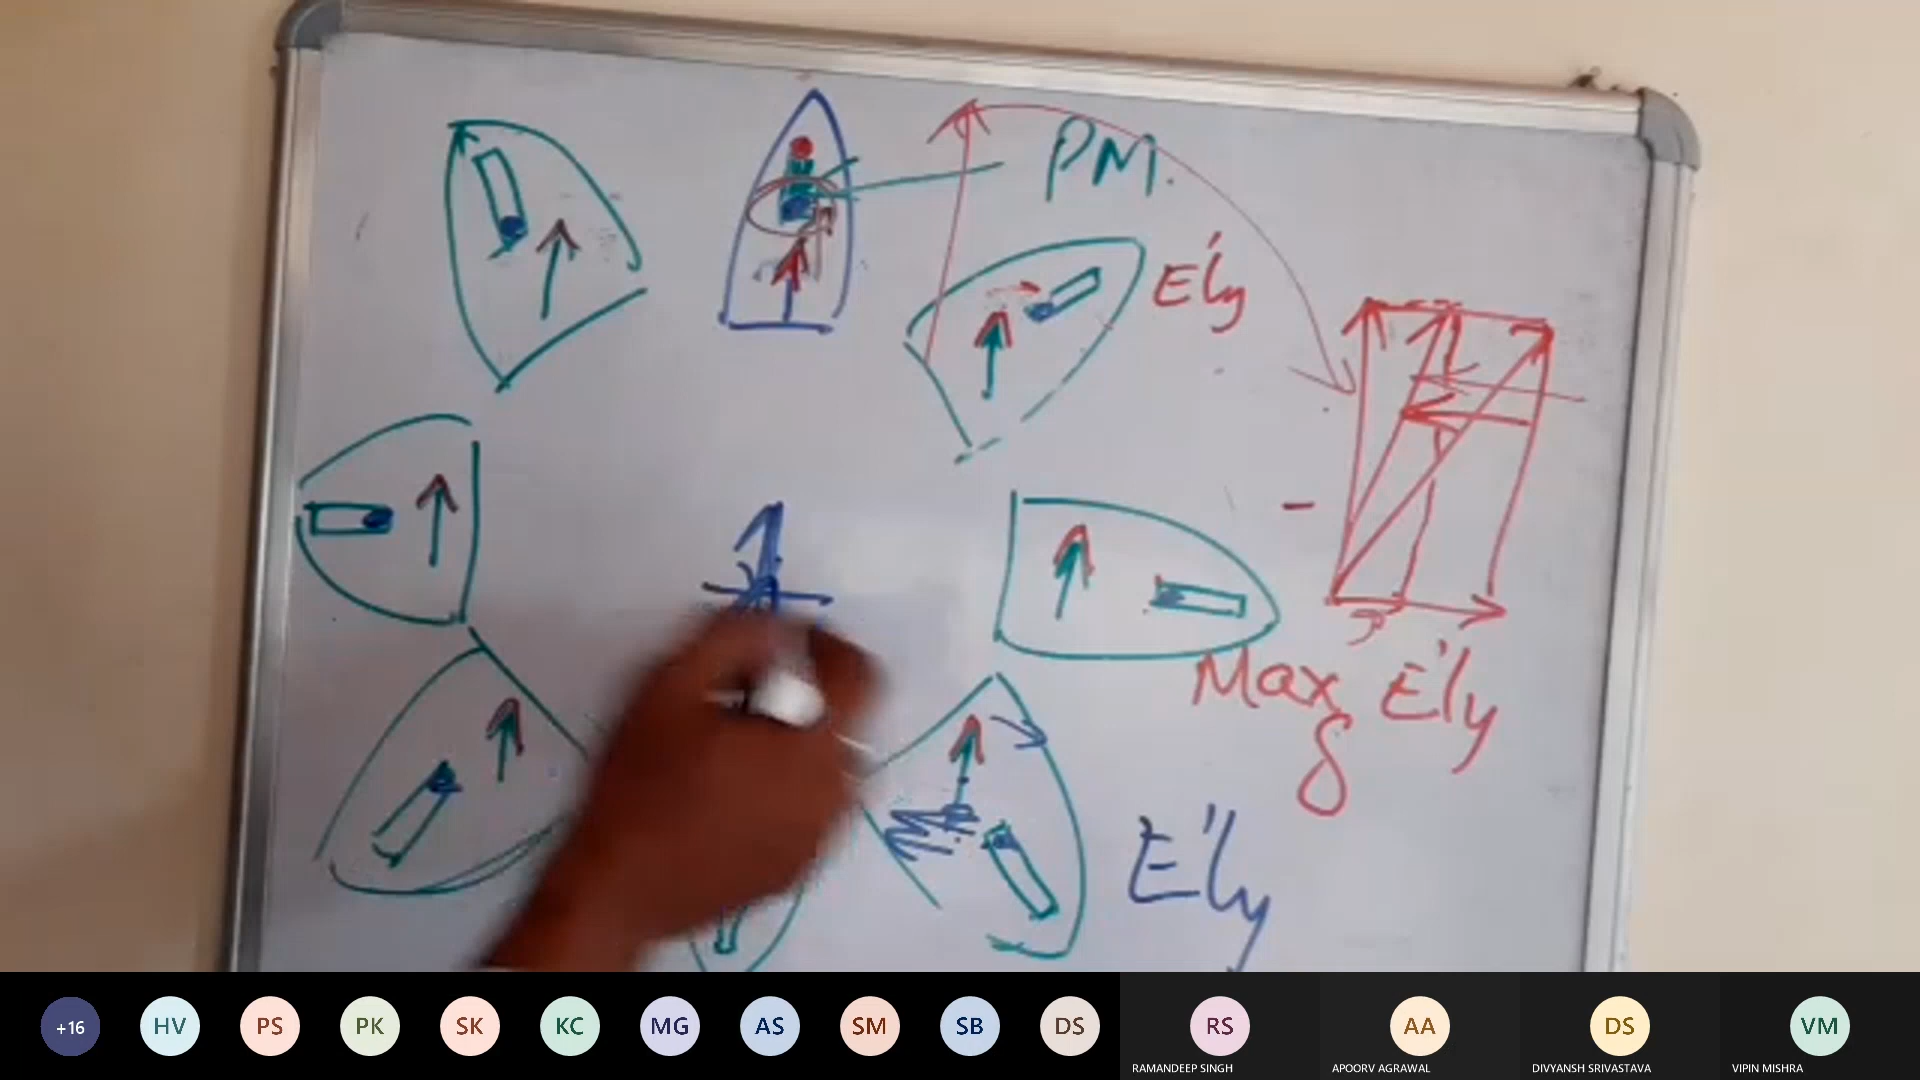 PM.
E'ly
Max E'ly
δ
E'ly
+16
HV
PS
PK
SK
KC
MG
AS
SM
SB
DS
RS
AA
DS
VM
RAMANDEEP SINGH
APOORV AGRAWAL
DIVYANSH SRIVASTAVA
VIPIN MISHRA